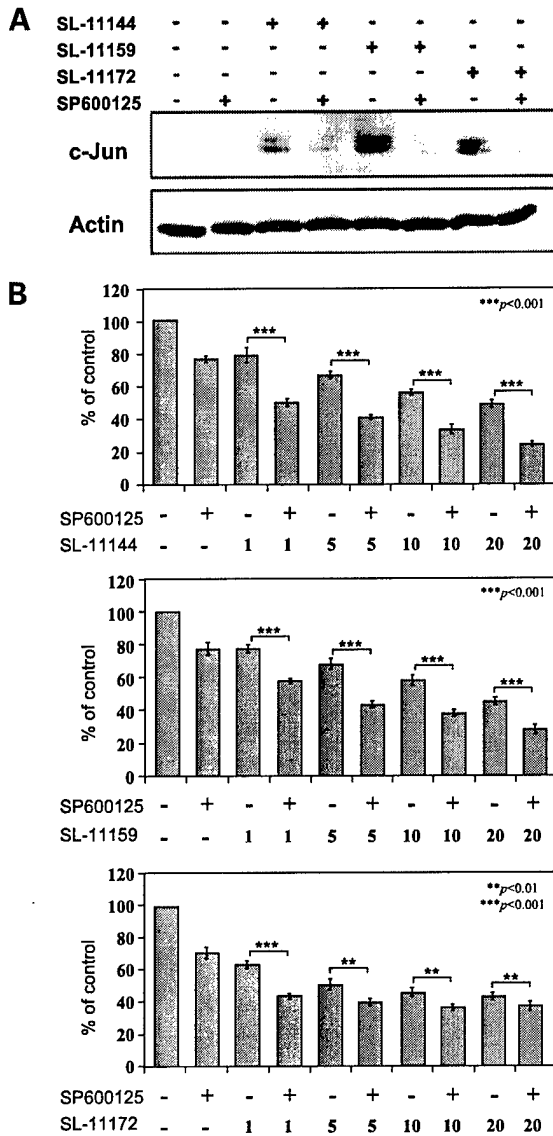 A
SL-11144 - - + + - - - -
SL-11159 - - - - + + - -
SL-11172 - - - - - - + +
SP600125 - + - + - + - +
c-Jun
Actin
B
***p<0.001
% of control
120
100
80
60
40
20
0
*** *** *** ***
SP600125 - + - + - + - + - +
SL-11144 - - 1 1 5 5 10 10 20 20
***p<0.001
% of control
120
100
80
60
40
20
0
*** *** *** ***
SP600125 - + - + - + - + - +
SL-11159 - - 1 1 5 5 10 10 20 20
**p<0.01
***p<0.001
% of control
120
100
80
60
40
20
0
*** ** ** **
SP600125 - + - + - + - + - +
SL-11172 - - 1 1 5 5 10 10 20 20